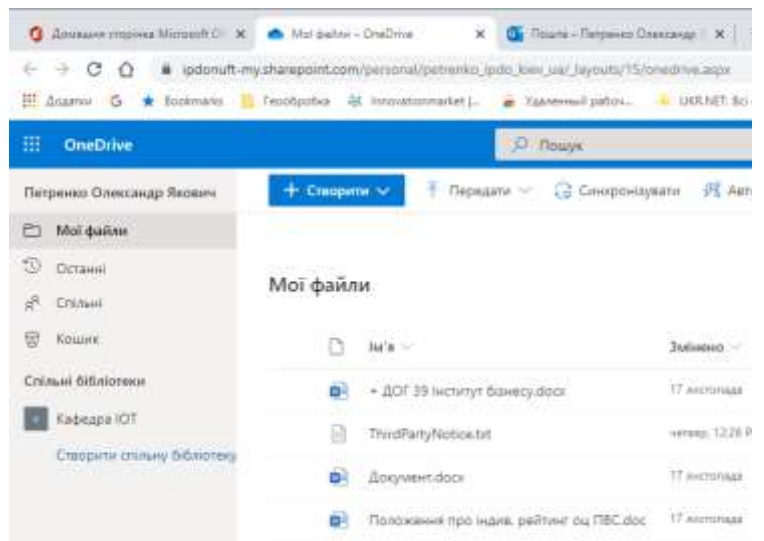 Домашня сторінка Microsoft O
Мої файли - OneDrive
Пошта - Петренко Олександр
ipdonuft-my.sharepoint.com/personal/petrenko_ipdo_kiev_ua/_layouts/15/onedrive.aspx
Додатки G Bookmarks Геообробка Innovationmarket |... Удаленный рабоч... UKR.NET: Всі
OneDrive
Пошук
Петренко Олександр Якович
+ Створити
Передати
Синхронізувати
Авт
Мої файли
Останні
Спільні
Кошик
Спільні бібліотеки
Кафедра ІОТ
Створити спільну бібліотеку
Мої файли
Ім'я
Змінено
+ ДОГ 39 Інститут бізнесу.docx
17 листопада
ThirdPartyNotice.txt
четвер, 12:28 P
Документ.docx
17 листопада
Положення про індив. рейтинг оц ПВС.doc
17 листопада